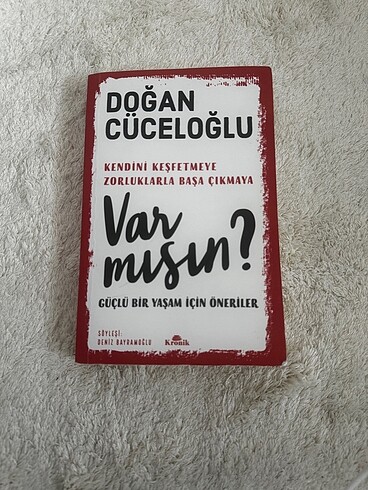 DOĞAN
CÜCELOĞLU
KENDİNİ KEŞFETMEYE
ZORLUKLARLA BAŞA ÇIKMAYA
Var
mısın?
GÜÇLÜ BİR YAŞAM İÇİN ÖNERİLER
SÖYLEŞİ:
DENİZ BAYRAMOĞLU
Kronik